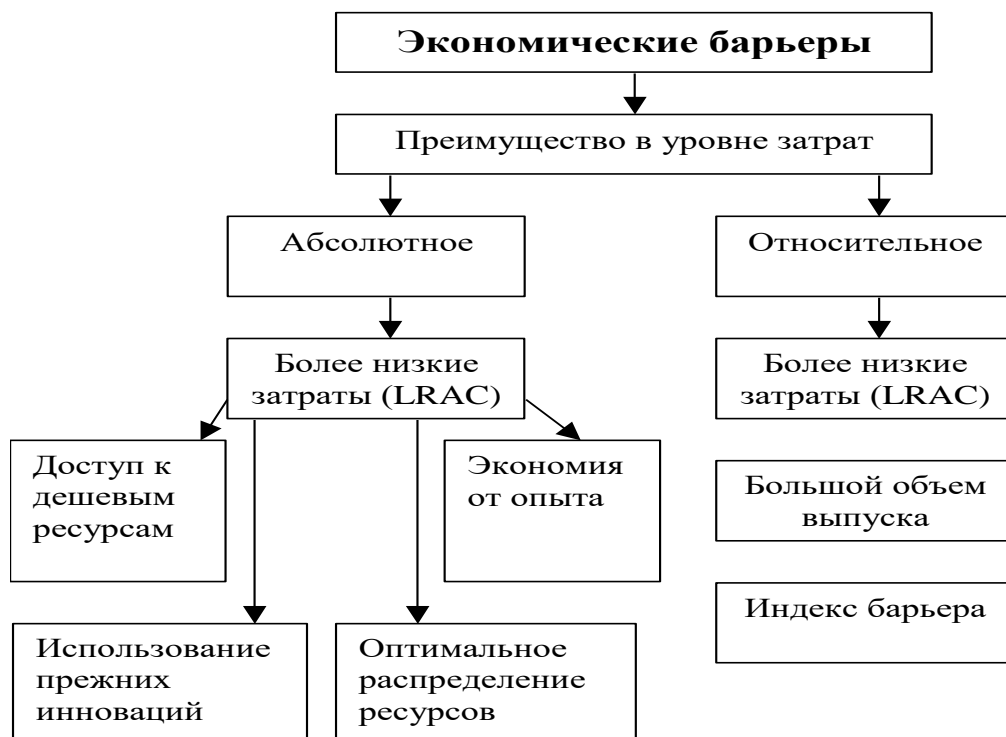 Экономические барьеры
Преимущество в уровне затрат
Абсолютное
Относительное
Более низкие
затраты (LRAC)
Более низкие
затраты (LRAC)
Доступ к
дешевым
ресурсам
Экономия
от опыта
Большой объем
выпуска
Использование
прежних
инноваций
Оптимальное
распределение
ресурсов
Индекс барьера